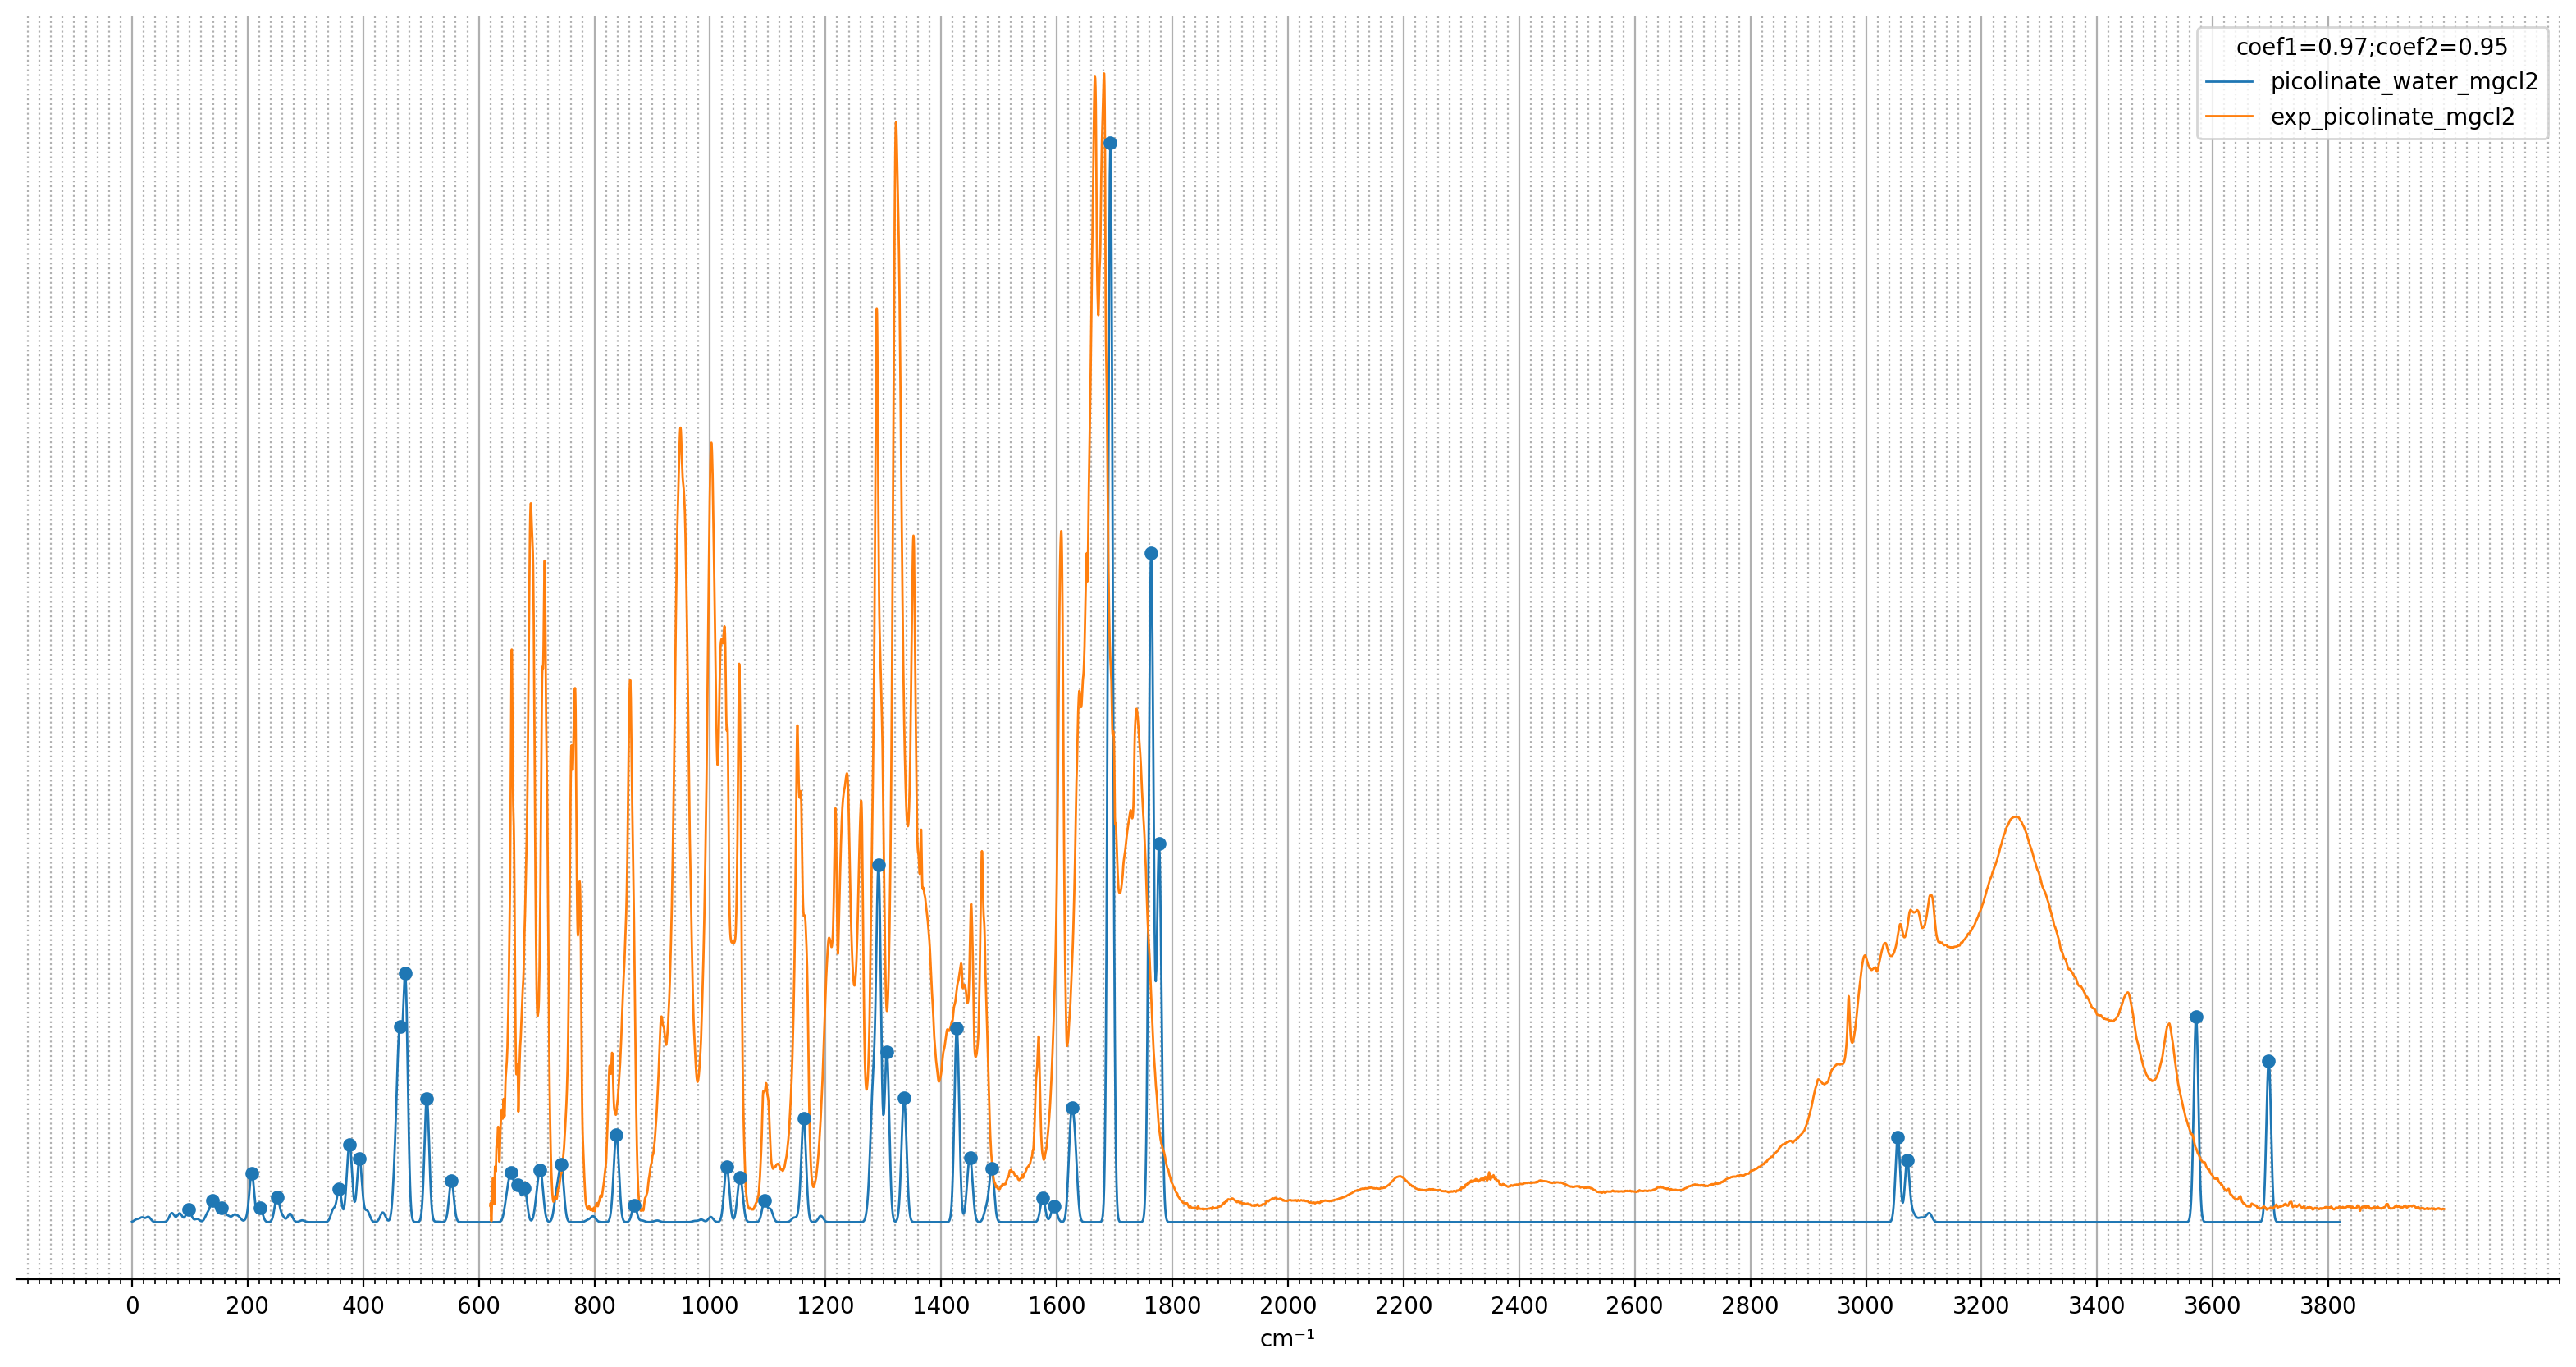 coef1=0.97;coef2=0.95
picolinate_water_mgcl2
exp_picolinate_mgcl2
0 200 400 600 800 1000 1200 1400 1600 1800 2000 2200 2400 2600 2800 3000 3200 3400 3600 3800
cm⁻¹